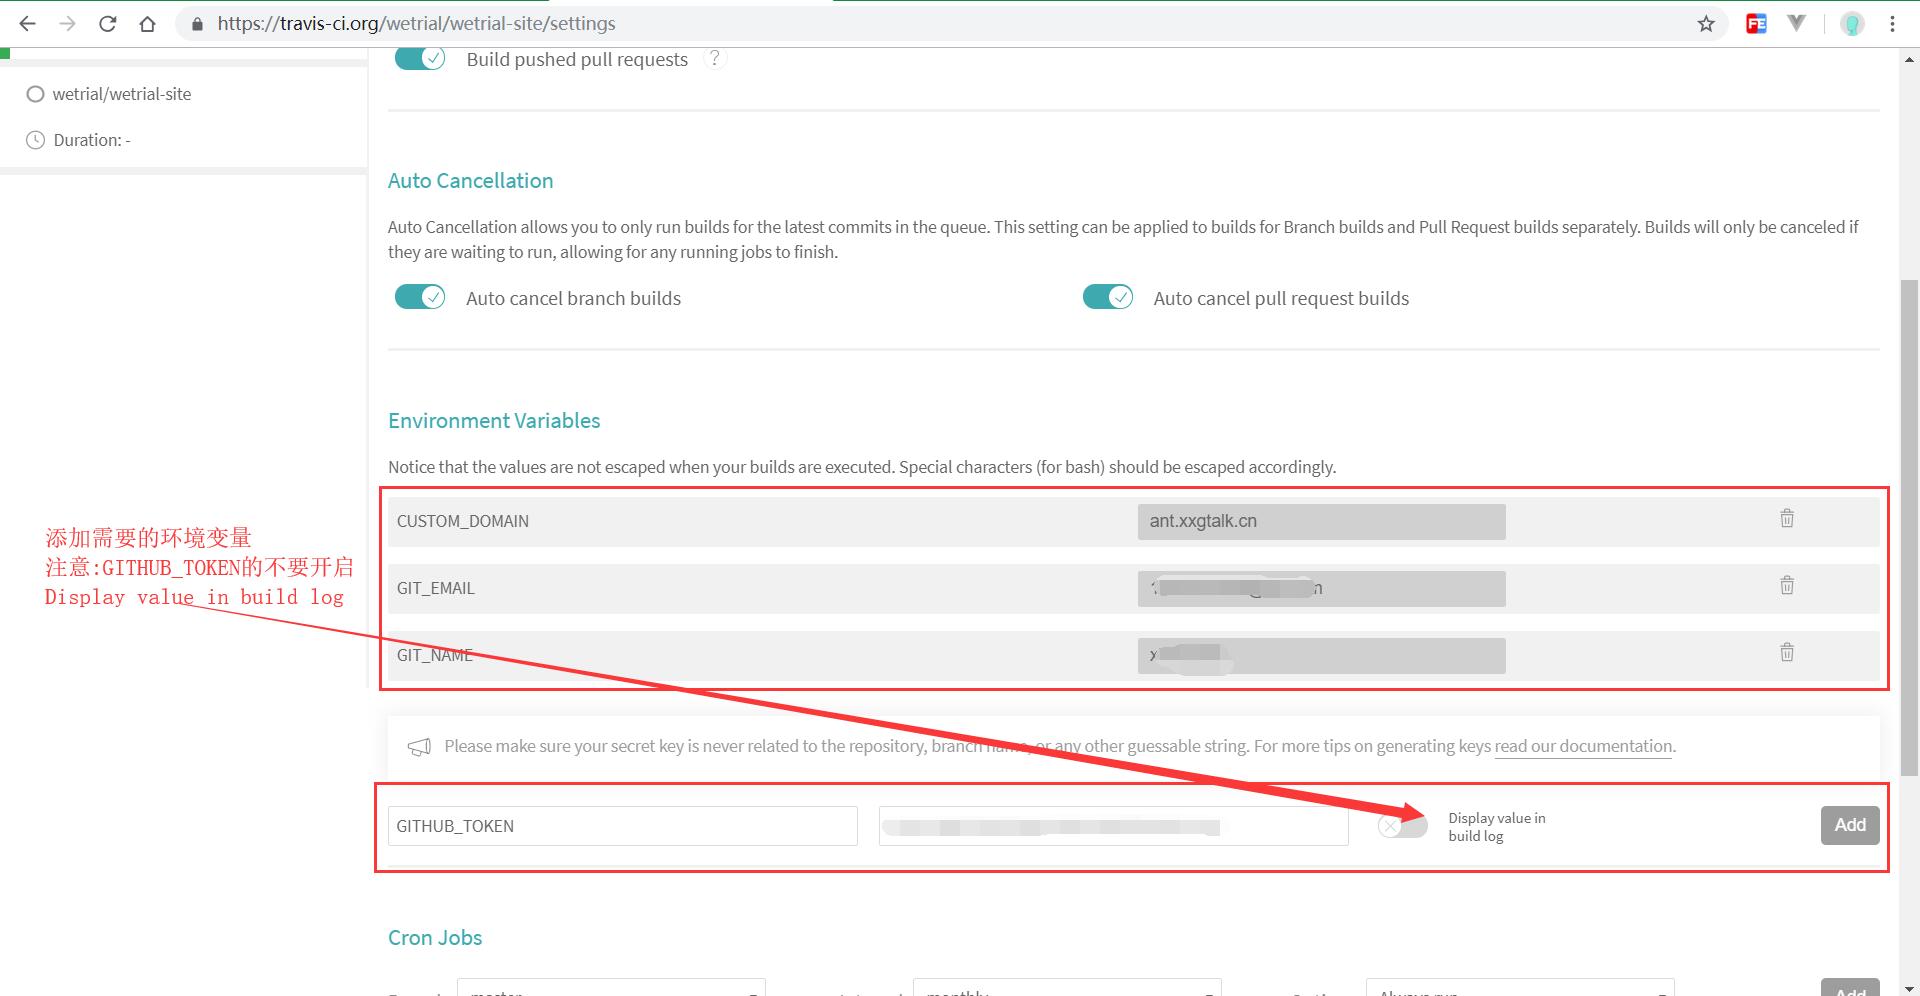 https://travis-ci.org/wetrial/wetrial-site/settings
Build pushed pull requests ?
wetrial/wetrial-site
Duration: -
Auto Cancellation
Auto Cancellation allows you to only run builds for the latest commits in the queue. This setting can be applied to builds for Branch builds and Pull Request builds separately. Builds will only be canceled if
they are waiting to run, allowing for any running jobs to finish.
Auto cancel branch builds
Auto cancel pull request builds
Environment Variables
Notice that the values are not escaped when your builds are executed. Special characters (for bash) should be escaped accordingly.
CUSTOM_DOMAIN
ant.xxgtalk.cn
GIT_EMAIL
GIT_NAME
添加需要的环境变量
注意:GITHUB_TOKEN的不要开启
Display value in build log
Please make sure your secret key is never related to the repository, branch name, or any other guessable string. For more tips on generating keys read our documentation.
GITHUB_TOKEN
Display value in
build log
Add
Cron Jobs
master
monthly
Always run
Add